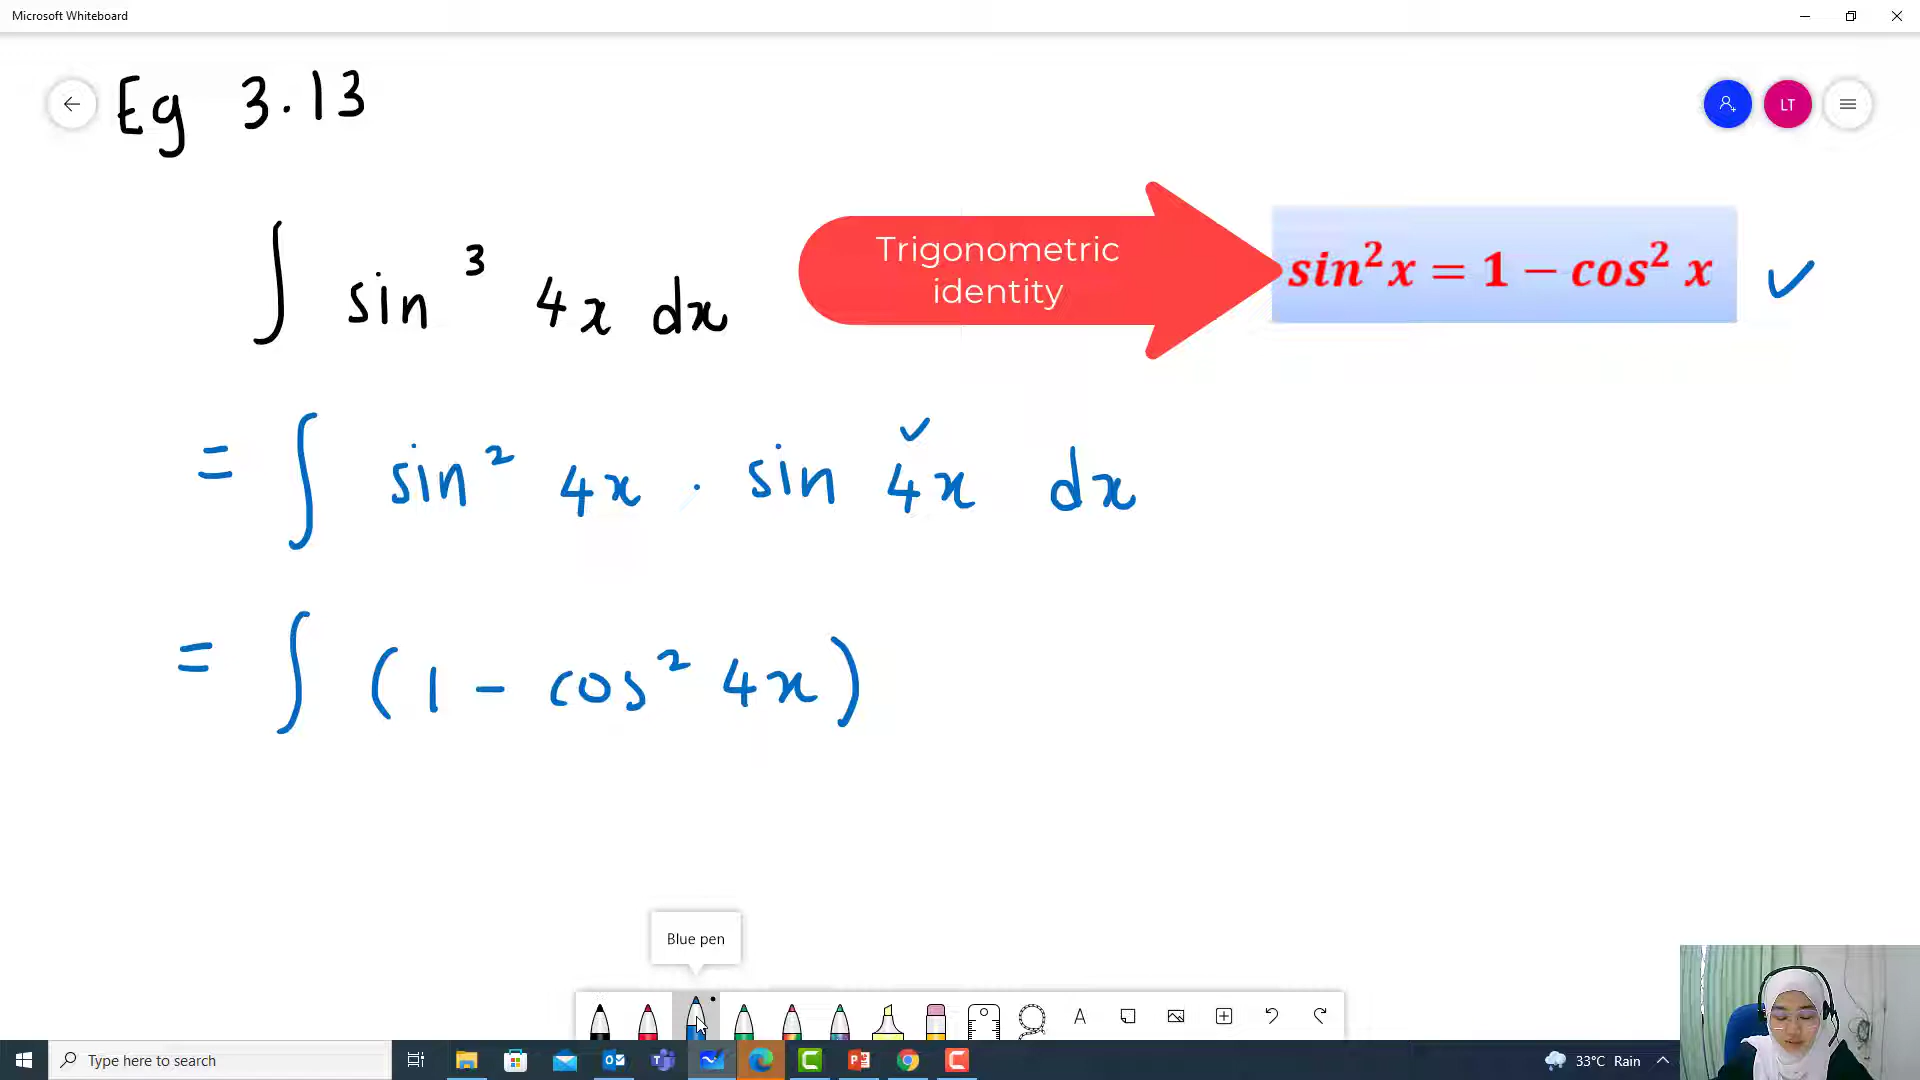 Microsoft Whiteboard
Eg 3.13
LT
∫ sin³ 4x dx
Trigonometric
identity
sin²x = 1 − cos² x ✓
✓
= ∫ sin² 4x · sin 4x dx
= ∫ (1 − cos² 4x)
Blue pen
A
Type here to search
33°C Rain